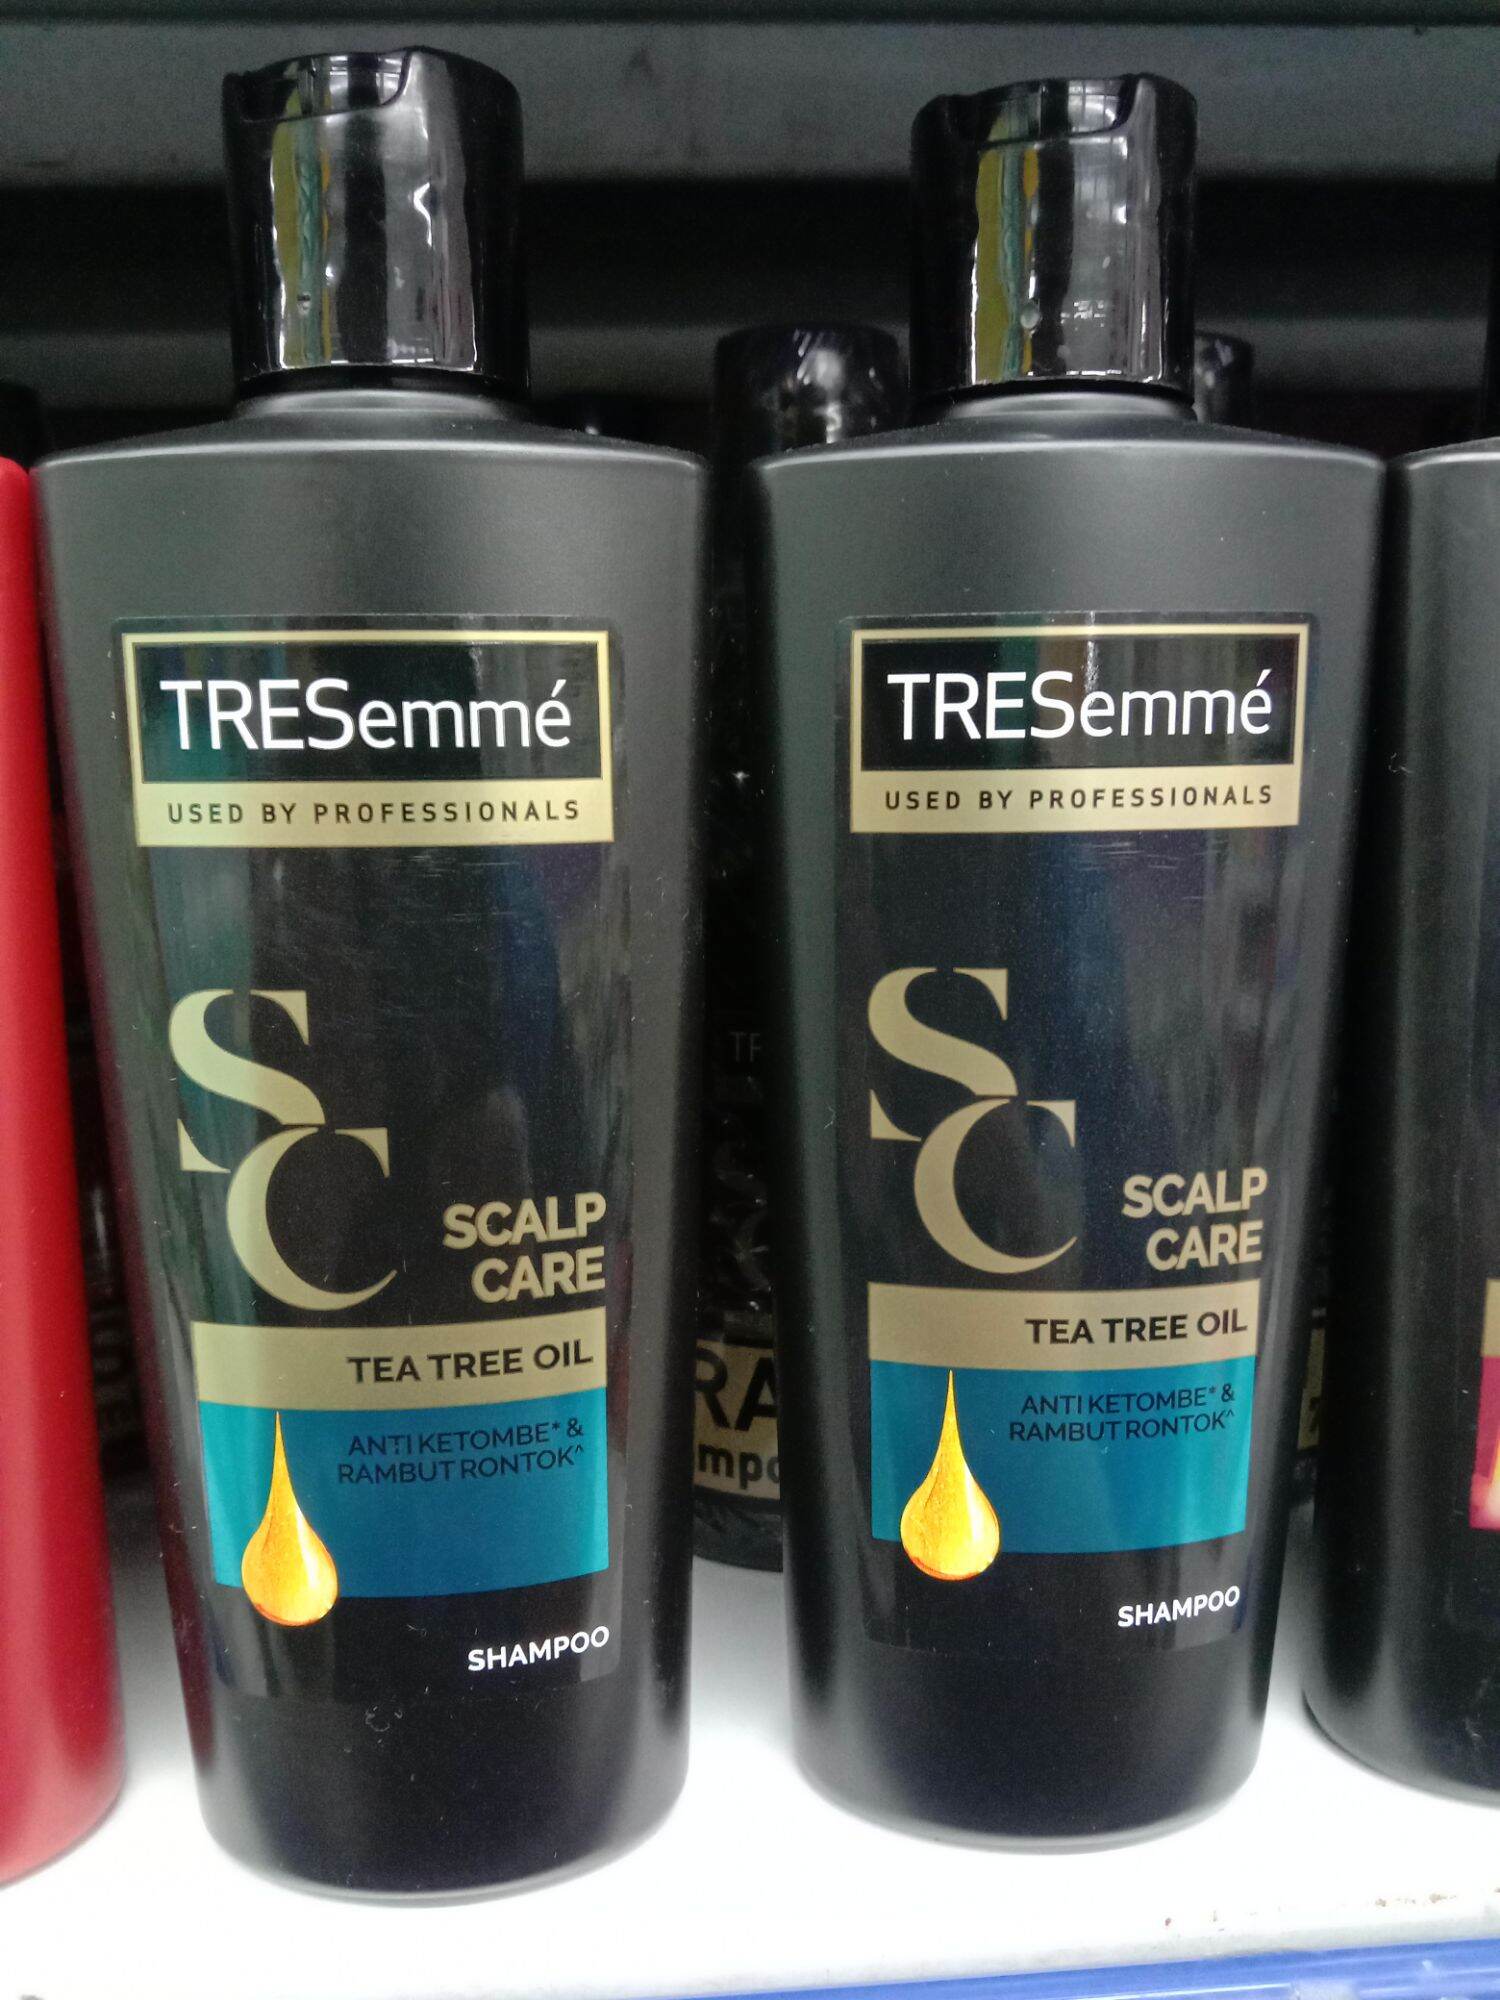 TRESemmé
USED BY PROFESSIONALS
SC
SCALP
CARE
TEA TREE OIL
ANTI KETOMBE* &
RAMBUT RONTOK^
SHAMPOO
TRESemmé
USED BY PROFESSIONALS
SC
SCALP
CARE
TEA TREE OIL
ANTI KETOMBE* &
RAMBUT RONTOK^
SHAMPOO